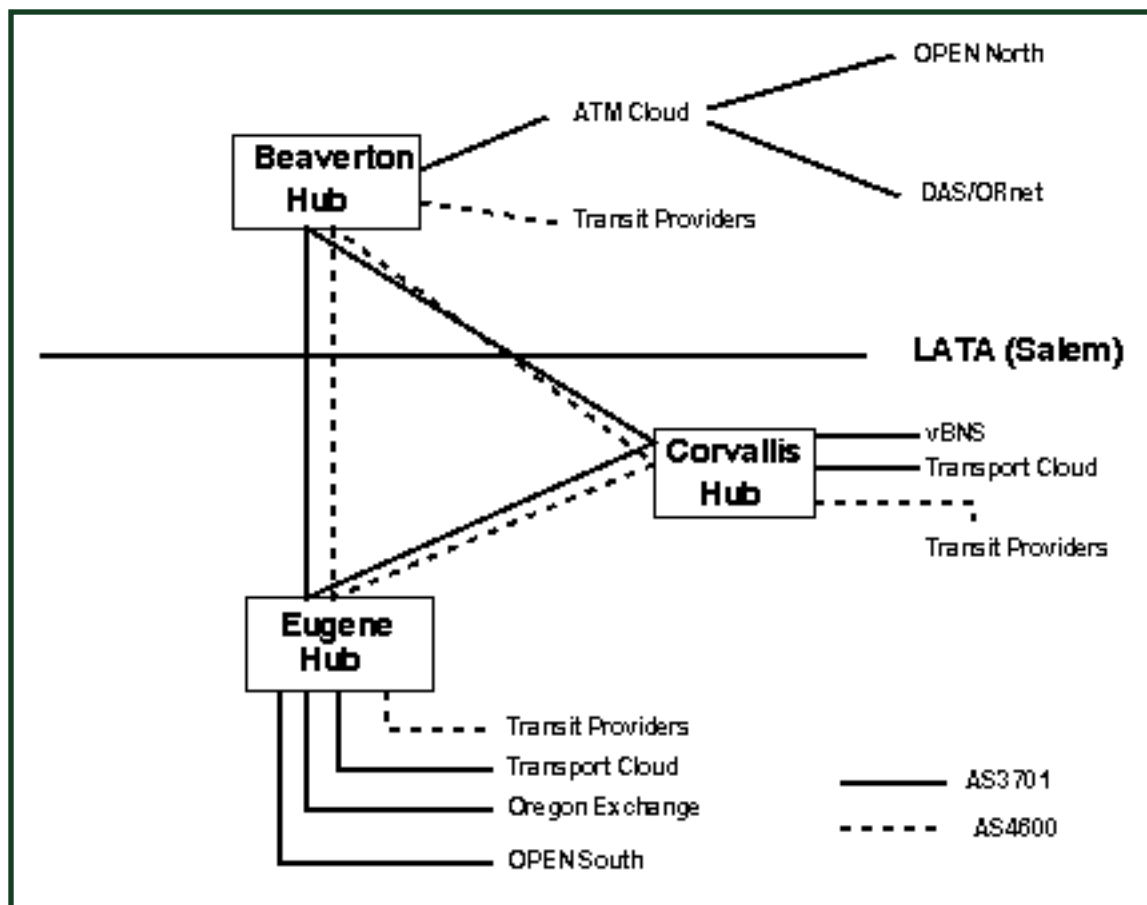 OPEN North
ATM Cloud
Beaverton
Hub
DAS/ORnet
Transit Providers
LATA (Salem)
Corvallis
Hub
vBNS
Transport Cloud
Transit Providers
Eugene
Hub
Transit Providers
Transport Cloud
Oregon Exchange
OPEN South
AS3701
AS4600